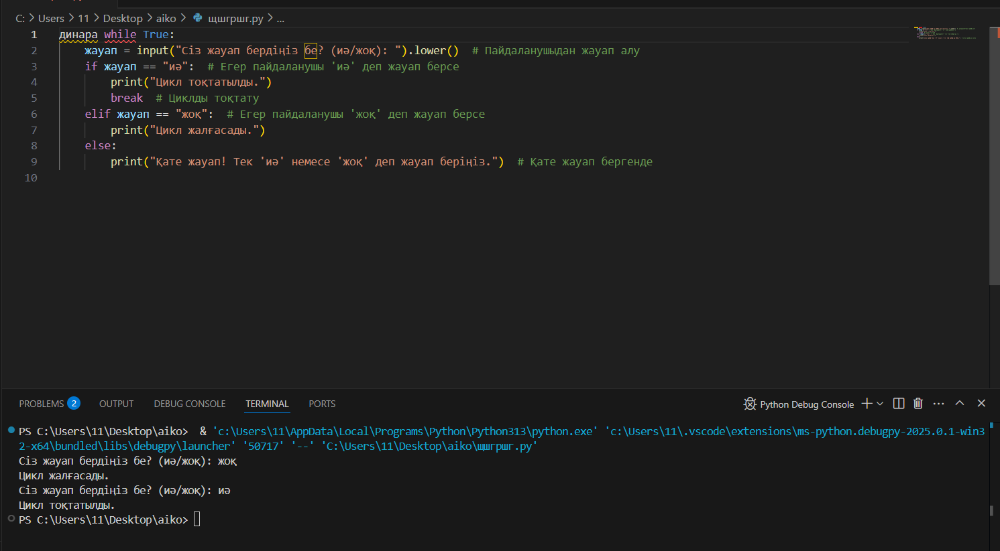 C: > Users > 11 > Desktop > aiko > щшгршг.py > ...
1 динара while True:
2 жауап = input("Сіз жауап бердіңіз бе? (иә/жоқ): ").lower()  # Пайдаланушыдан жауап алу
3 if жауап == "иә":  # Егер пайдаланушы 'иә' деп жауап берсе
4 print("Цикл тоқтатылды.")
5 break  # Циклды тоқтату
6 elif жауап == "жоқ":  # Егер пайдаланушы 'жоқ' деп жауап берсе
7 print("Цикл жалғасады.")
8 else:
9 print("Қате жауап! Тек 'иә' немесе 'жоқ' деп жауап беріңіз.")  # Қате жауап бергенде
10
PROBLEMS 2 OUTPUT DEBUG CONSOLE TERMINAL PORTS Python Debug Console
PS C:\Users\11\Desktop\aiko>  & 'c:\Users\11\AppData\Local\Programs\Python\Python313\python.exe' 'c:\Users\11\.vscode\extensions\ms-python.debugpy-2025.0.1-win3
2-x64\bundled\libs\debugpy\launcher' '50717' '--' 'C:\Users\11\Desktop\aiko\щшгршг.py'
Сіз жауап бердіңіз бе? (иә/жоқ): жоқ
Цикл жалғасады.
Сіз жауап бердіңіз бе? (иә/жоқ): иә
Цикл тоқтатылды.
PS C:\Users\11\Desktop\aiko>